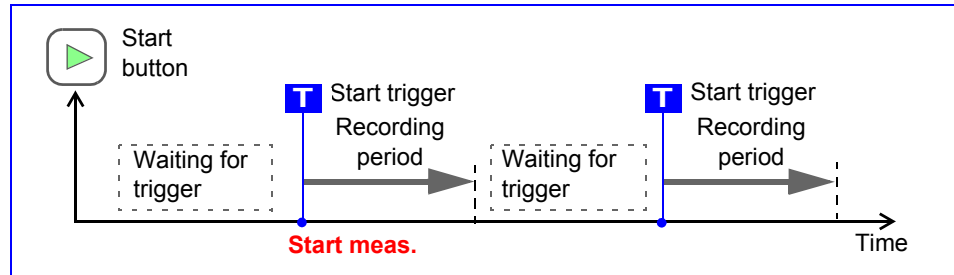 Start
button
T
Start trigger
Recording
period
T
Start trigger
Recording
period
Waiting for
trigger
Waiting for
trigger
Start meas.
Time